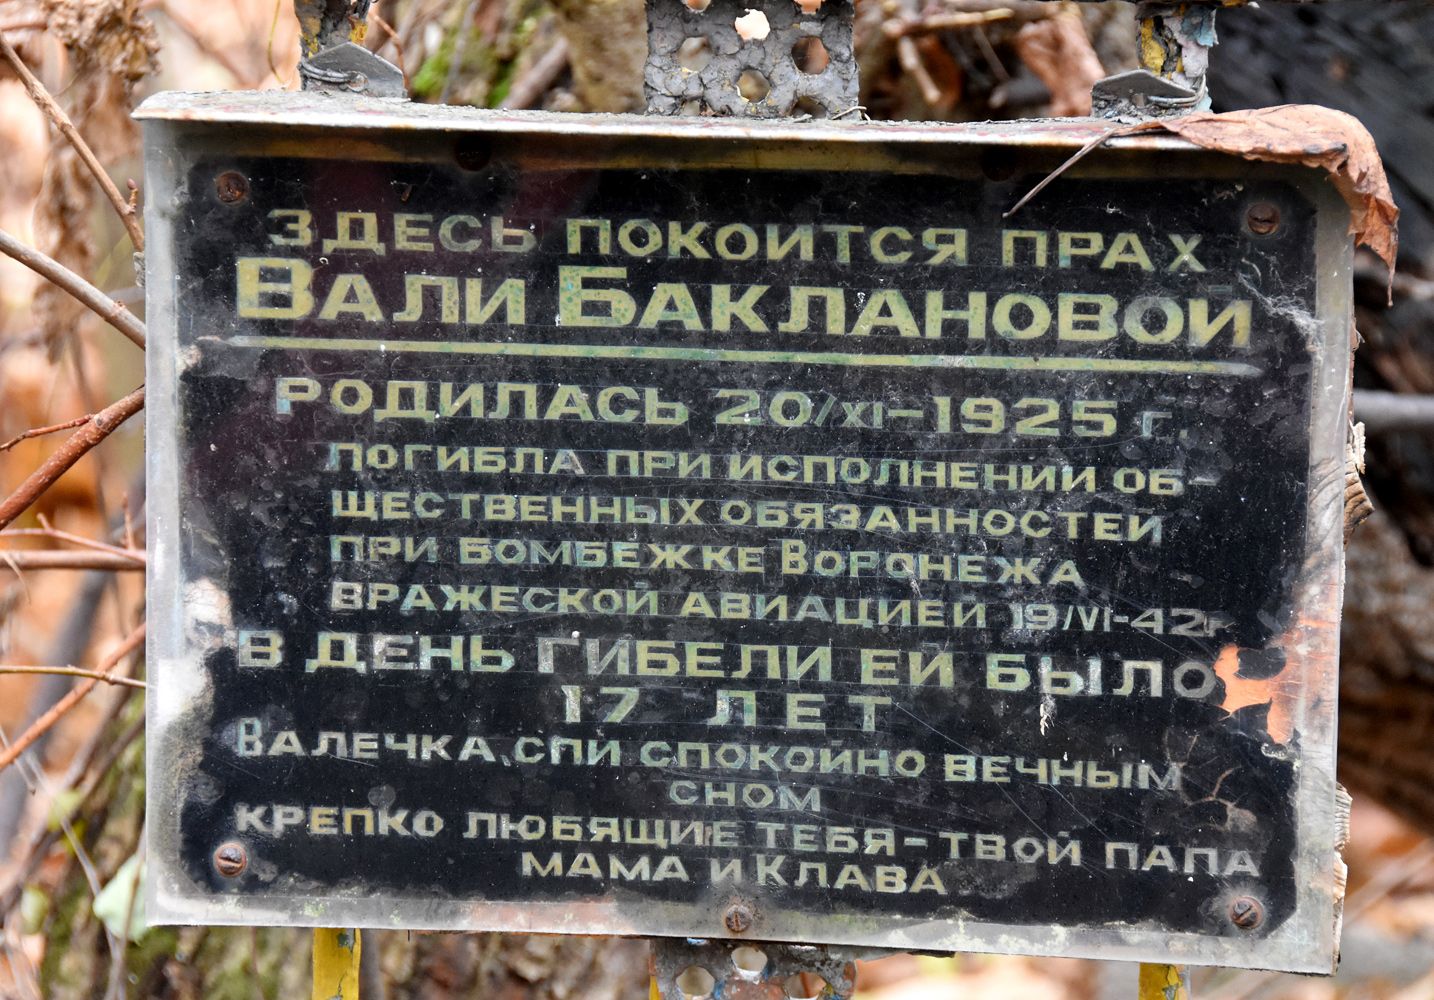 ЗДЕСЬ ПОКОИТСЯ ПРАХ
ВАЛИ БАКЛАНОВОЙ
РОДИЛАСЬ 20/XI-1925 г.
ПОГИБЛА ПРИ ИСПОЛНЕНИИ ОБ-
ЩЕСТВЕННЫХ ОБЯЗАННОСТЕЙ
ПРИ БОМБЕЖКЕ ВОРОНЕЖА
ВРАЖЕСКОЙ АВИАЦИЕЙ 19/VI-42г
В ДЕНЬ ГИБЕЛИ ЕЙ БЫЛО
17 ЛЕТ
ВАЛЕЧКА, СПИ СПОКОЙНО ВЕЧНЫМ
СНОМ
КРЕПКО ЛЮБЯЩИЕ ТЕБЯ - ТВОЙ ПАПА
МАМА И КЛАВА